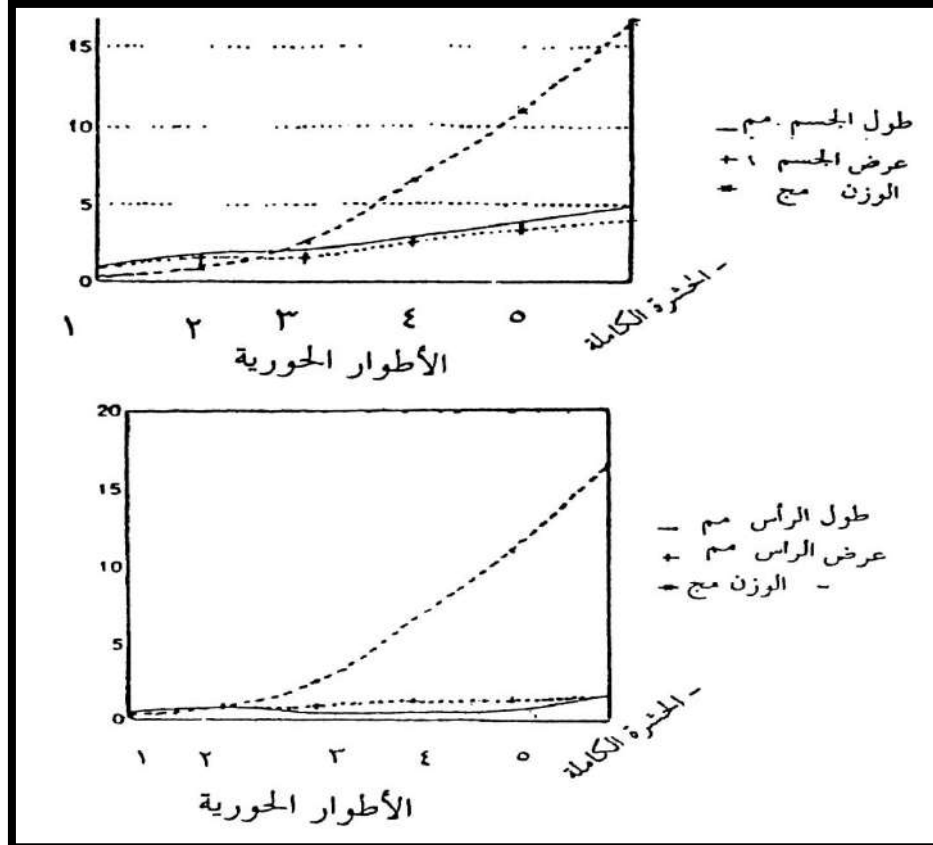 15
10
5
0
طول الجسم مم
عرض الجسم
الوزن مج
١ ٢ ٣ ٤ ٥ الحشرة الكاملة -
الأطوار الحورية
20
15
10
5
0
طول الرأس مم
عرض الراس مم
الوزن مج -
١ ٢ ٣ ٤ ٥ الحشرة الكاملة -
الأطوار الحورية